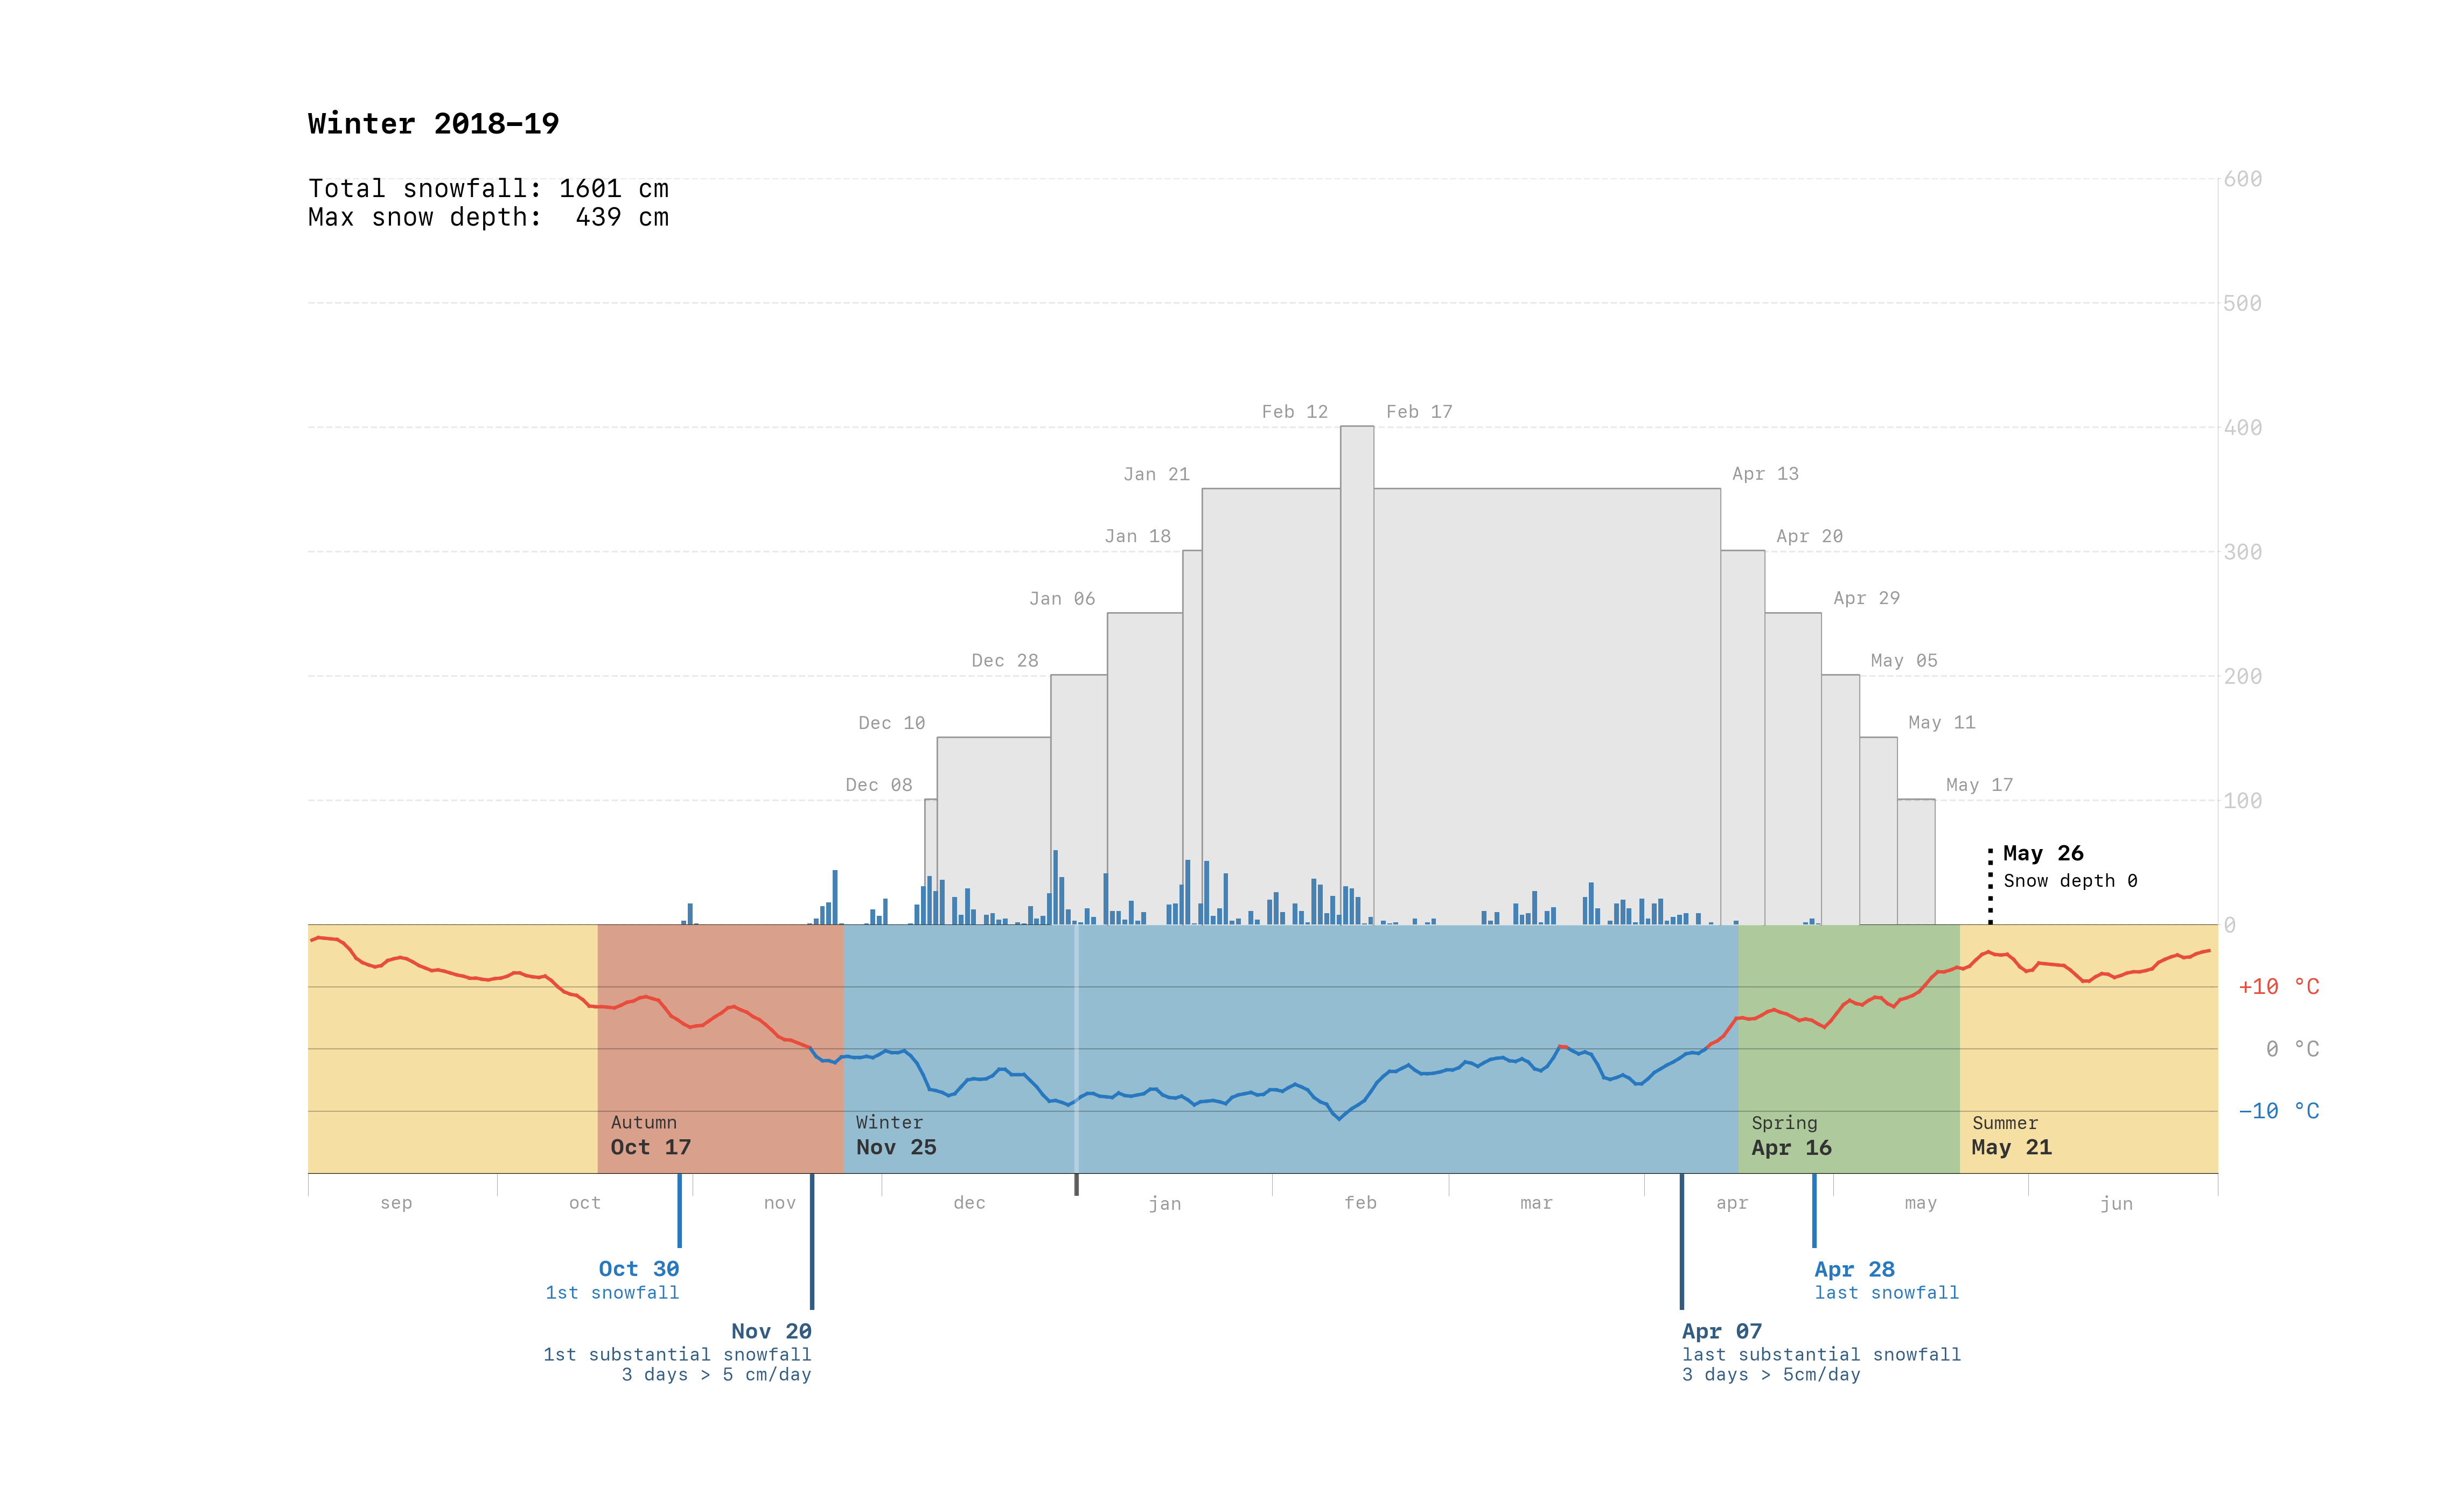 Winter 2018–19
Total snowfall: 1601 cm
Max snow depth:  439 cm
600
500
400
300
200
100
0
Feb 12
Feb 17
Jan 21
Apr 13
Jan 18
Apr 20
Jan 06
Apr 29
Dec 28
May 05
Dec 10
May 11
Dec 08
May 17
May 26
Snow depth 0
+10 °C
0 °C
−10 °C
Autumn
Oct 17
Winter
Nov 25
Spring
Apr 16
Summer
May 21
sep
oct
nov
dec
jan
feb
mar
apr
may
jun
Oct 30
1st snowfall
Nov 20
1st substantial snowfall
3 days > 5 cm/day
Apr 28
last snowfall
Apr 07
last substantial snowfall
3 days > 5cm/day